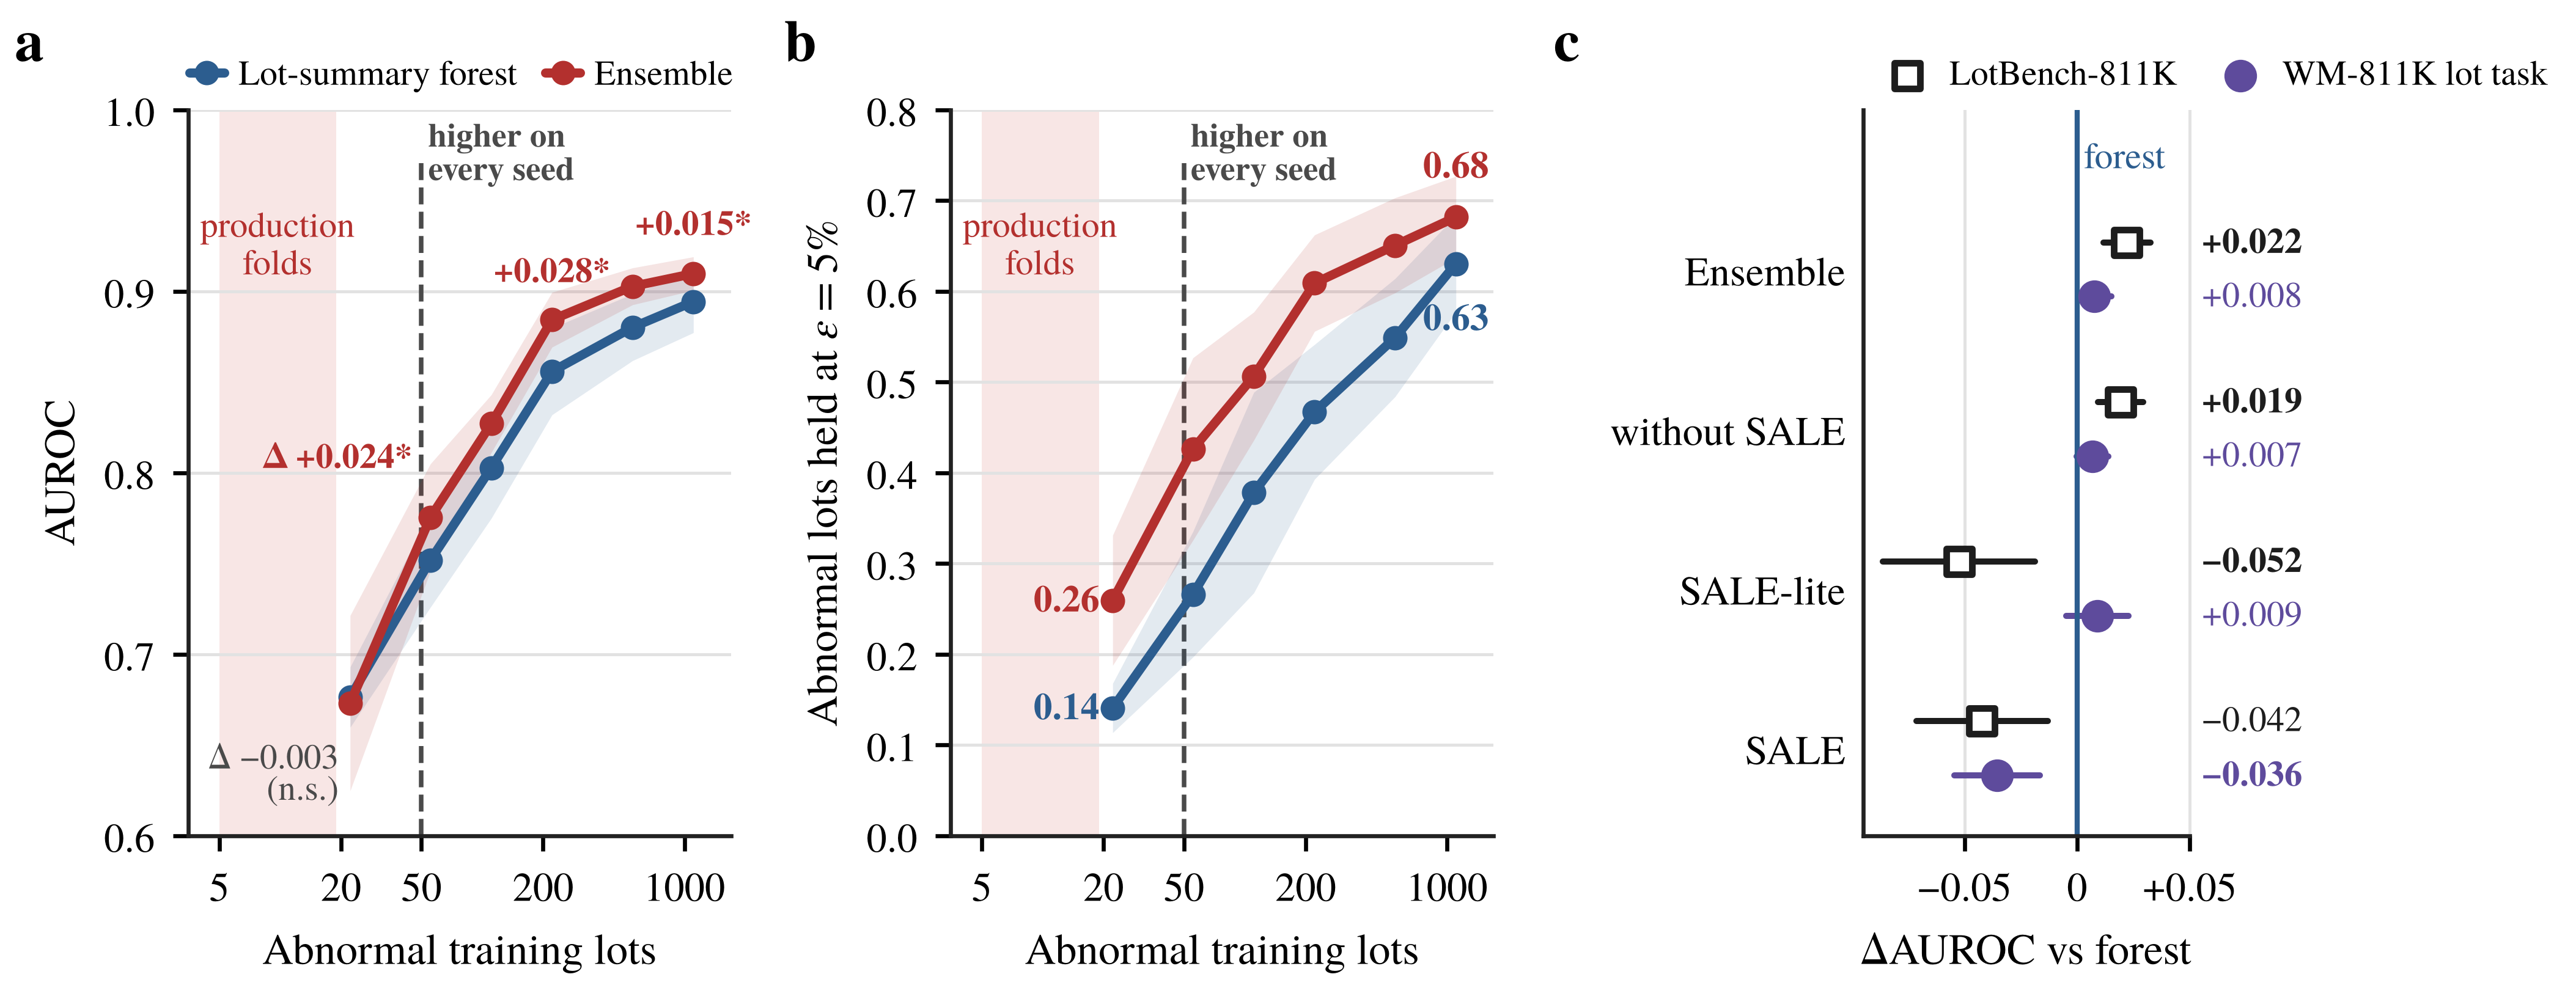 a
Lot-summary forest
Ensemble
1.0
0.9
0.8
0.7
0.6
AUROC
higher on
every seed
production
folds
+0.015*
+0.028*
Δ +0.024*
Δ −0.003
(n.s.)
5
20
50
200
1000
Abnormal training lots
b
0.8
0.7
0.6
0.5
0.4
0.3
0.2
0.1
0.0
Abnormal lots held at ε = 5%
higher on
every seed
production
folds
0.68
0.63
0.26
0.14
5
20
50
200
1000
Abnormal training lots
c
LotBench-811K
WM-811K lot task
forest
Ensemble
+0.022
+0.008
without SALE
+0.019
+0.007
SALE-lite
−0.052
+0.009
SALE
−0.042
−0.036
−0.05
0
+0.05
ΔAUROC vs forest